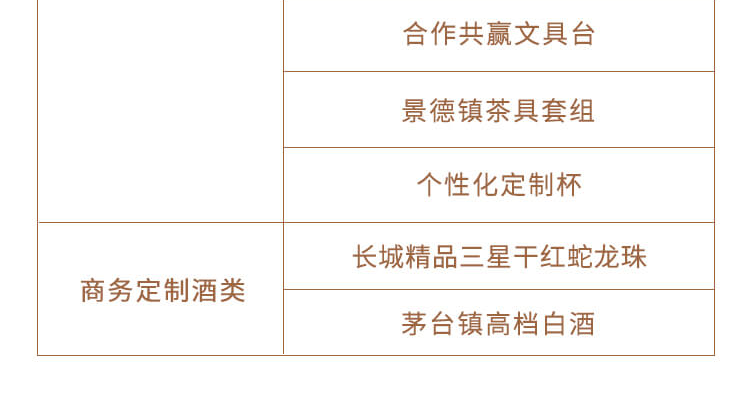 合作共赢文具台
景德镇茶具套组
个性化定制杯
商务定制酒类
长城精品三星干红蛇龙珠
茅台镇高档白酒